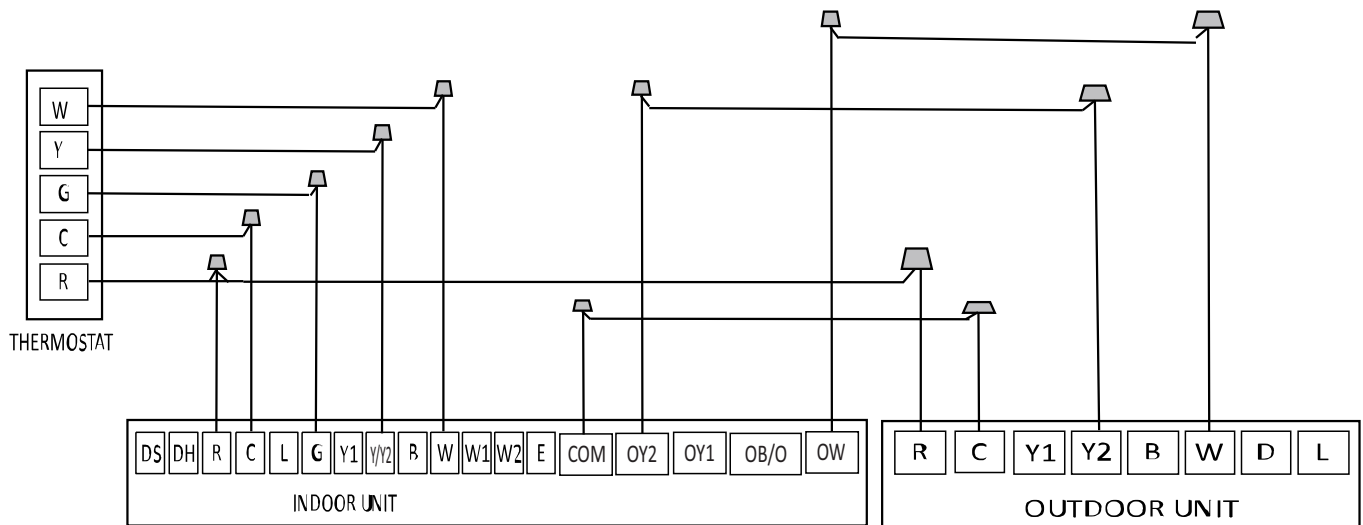 W
Y
G
C
R
THERMOSTAT
DS DH R C L G Y1 Y/Y2 B W W1 W2 E COM OY2 OY1 OB/O OW
INDOOR UNIT
R C Y1 Y2 B W D L
OUTDOOR UNIT